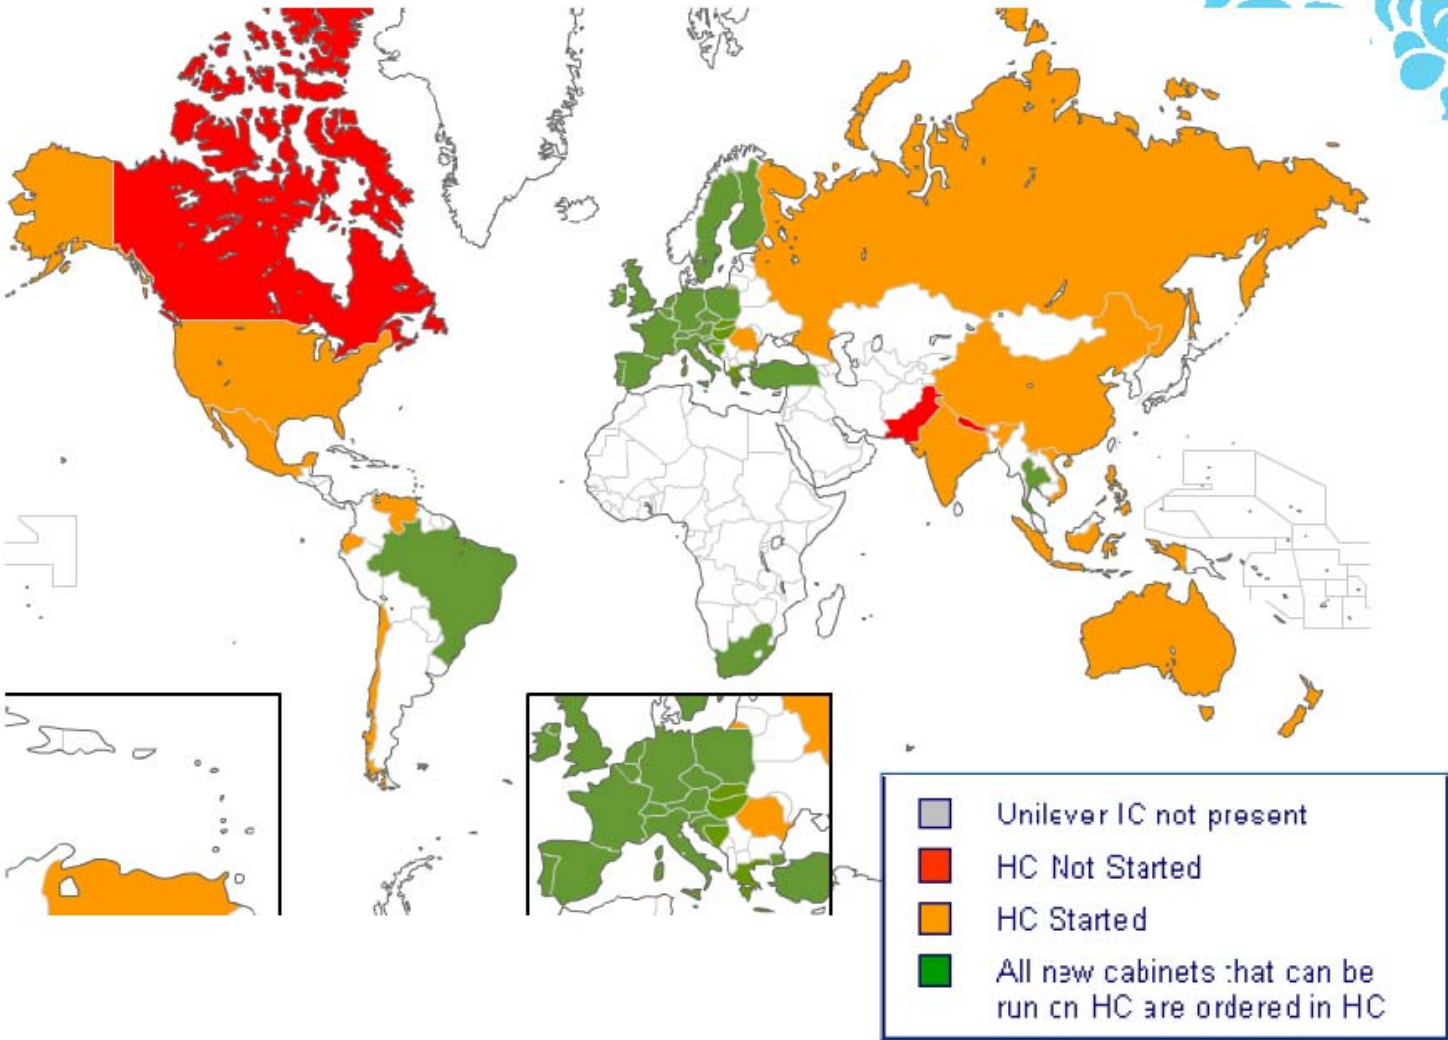 Unilever IC not present
HC Not Started
HC Started
All new cabinets that can be
run on HC are ordered in HC